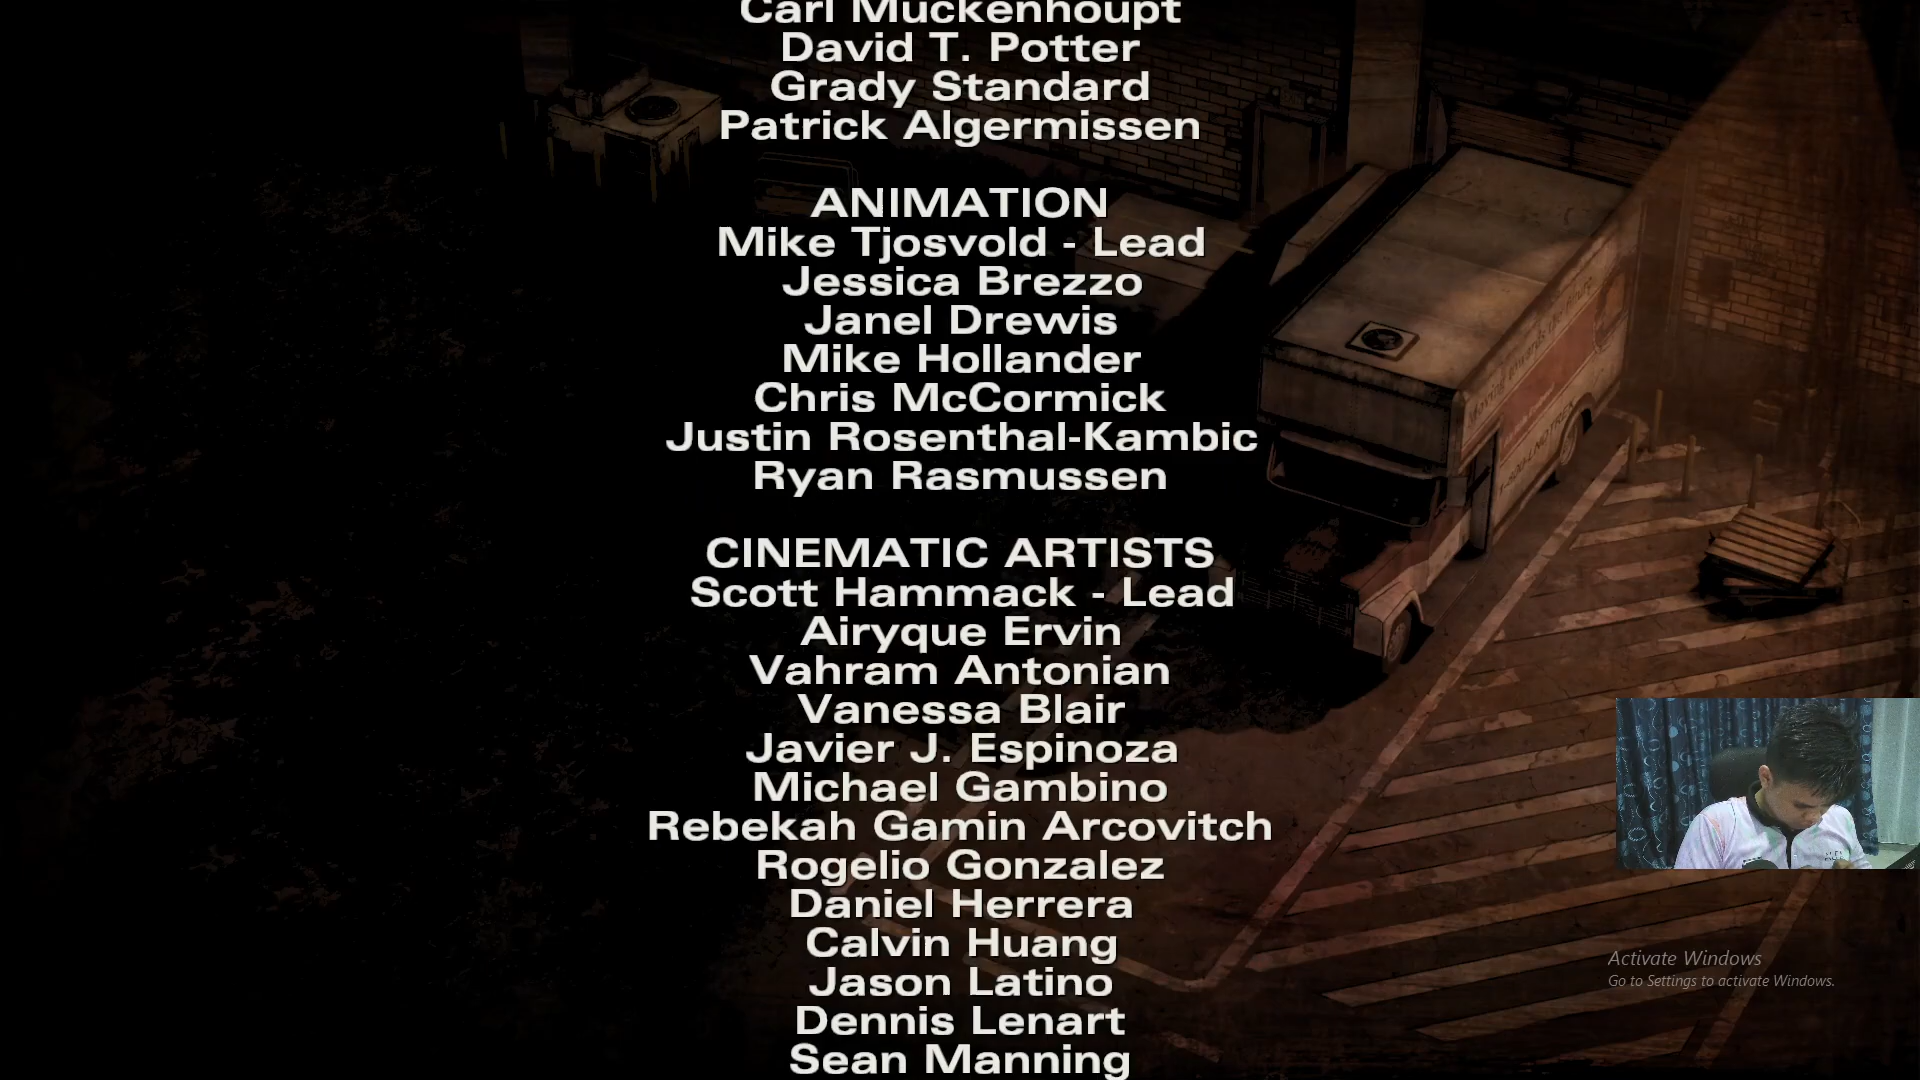 Carl Muckenhoupt
David T. Potter
Grady Standard
Patrick Algermissen
ANIMATION
Mike Tjosvold - Lead
Jessica Brezzo
Janel Drewis
Mike Hollander
Chris McCormick
Justin Rosenthal-Kambic
Ryan Rasmussen
CINEMATIC ARTISTS
Scott Hammack - Lead
Airyque Ervin
Vahram Antonian
Vanessa Blair
Javier J. Espinoza
Michael Gambino
Rebekah Gamin Arcovitch
Rogelio Gonzalez
Daniel Herrera
Calvin Huang
Jason Latino
Dennis Lenart
Sean Manning
Activate Windows
Go to Settings to activate Windows.